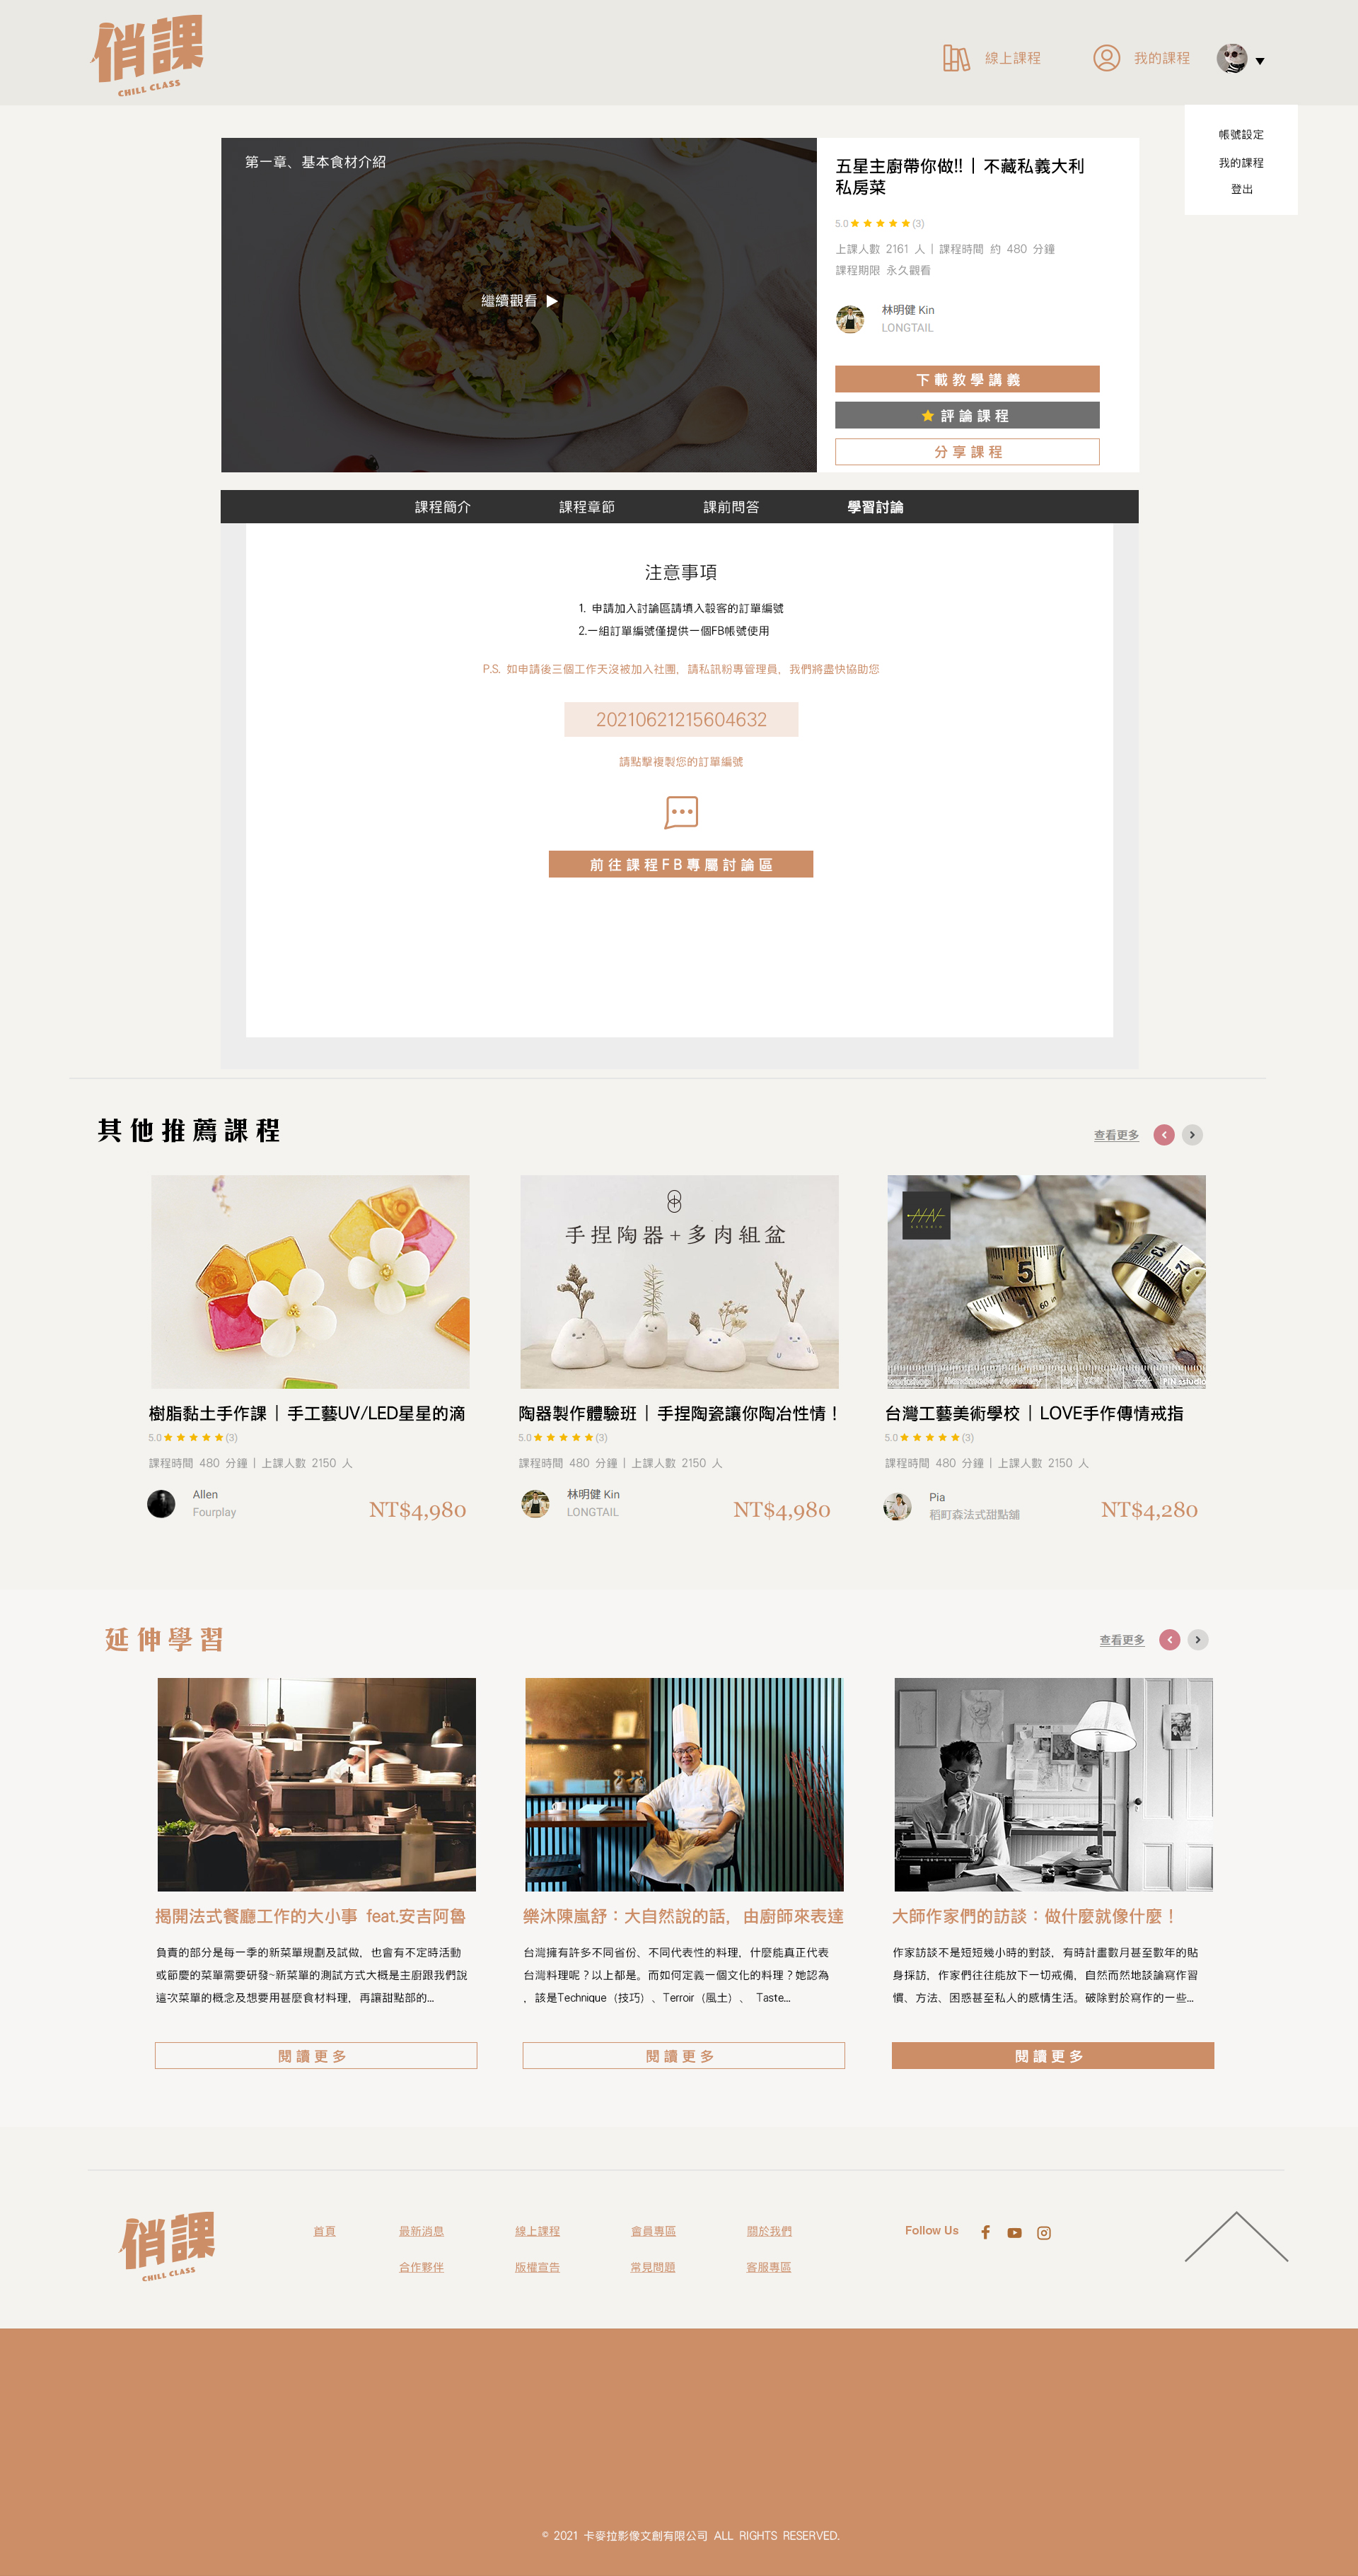 俏課
CHILL CLASS
線上課程
我的課程
帳號設定
我的課程
登出
第一章、基本食材介紹
繼續觀看
五星主廚帶你做!!｜不藏私義大利
私房菜
5.0 (3)
上課人數 2161 人 | 課程時間 約 480 分鐘
課程期限 永久觀看
林明健 Kin
LONGTAIL
下載教學講義
評論課程
分享課程
課程簡介
課程章節
課前問答
學習討論
注意事項
1. 申請加入討論區請填入殼客的訂單編號
2.一組訂單編號僅提供一個FB帳號使用
P.S. 如申請後三個工作天沒被加入社團，請私訊粉專管理員，我們將盡快協助您
20210621215604632
請點擊複製您的訂單編號
前往課程FB專屬討論區
其他推薦課程
查看更多
手捏陶器+多肉組盆
樹脂黏土手作課｜手工藝UV/LED星星的滴
5.0 (3)
課程時間 480 分鐘 | 上課人數 2150 人
Allen
Fourplay
NT$4,980
陶器製作體驗班｜手捏陶瓷讓你陶冶性情！
5.0 (3)
課程時間 480 分鐘 | 上課人數 2150 人
林明健 Kin
LONGTAIL
NT$4,980
5
13
12
60 in
workshop
Handmade Jewellery
by YOU
台灣工藝美術學校｜LOVE手作傳情戒指
5.0 (3)
課程時間 480 分鐘 | 上課人數 2150 人
Pia
稻町森法式甜點舖
NT$4,280
延伸學習
查看更多
揭開法式餐廳工作的大小事 feat.安吉阿魯
負責的部分是每一季的新菜單規劃及試做，也會有不定時活動
或節慶的菜單需要研發~新菜單的測試方式大概是主廚跟我們說
這次菜單的概念及想要用甚麼食材料理，再讓甜點部的...
閱讀更多
樂沐陳嵐舒：大自然說的話，由廚師來表達
台灣擁有許多不同省份、不同代表性的料理，什麼能真正代表
台灣料理呢？以上都是。而如何定義一個文化的料理？她認為
，該是Technique（技巧）、Terroir（風土）、 Taste...
閱讀更多
大師作家們的訪談：做什麼就像什麼！
作家訪談不是短短幾小時的對談，有時計畫數月甚至數年的貼
身採訪，作家們往往能放下一切戒備，自然而然地談論寫作習
慣、方法、困惑甚至私人的感情生活。破除對於寫作的一些...
閱讀更多
俏課
CHILL CLASS
首頁
最新消息
線上課程
會員專區
關於我們
合作夥伴
版權宣告
常見問題
客服專區
Follow Us
© 2021 卡麥拉影像文創有限公司 ALL RIGHTS RESERVED.